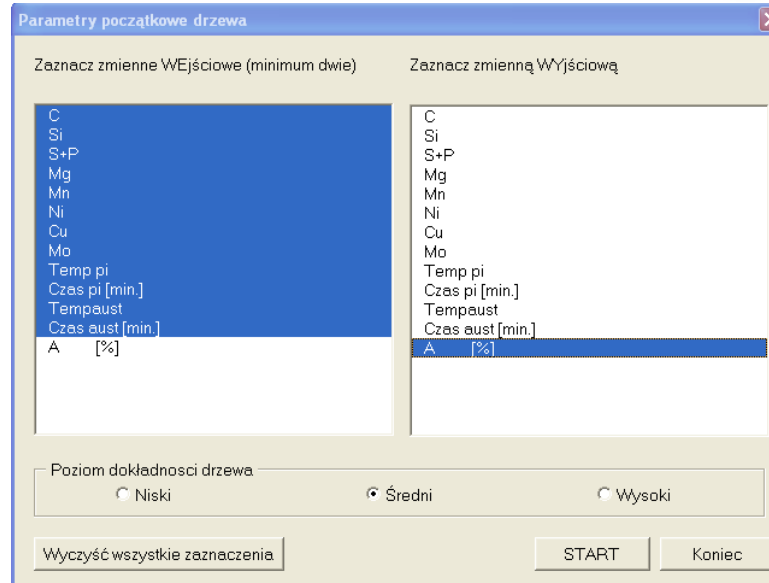 Parametry początkowe drzewa
Zaznacz zmienne WEjściowe (minimum dwie)
Zaznacz zmienną WYjściową
C
Si
S+P
Mg
Mn
Ni
Cu
Mo
Temp pi
Czas pi [min.]
Tempaust
Czas aust [min.]
A [%]
C
Si
S+P
Mg
Mn
Ni
Cu
Mo
Temp pi
Czas pi [min.]
Tempaust
Czas aust [min.]
A [%]
Poziom dokładnosci drzewa
Niski
Średni
Wysoki
Wyczyść wszystkie zaznaczenia
START
Koniec